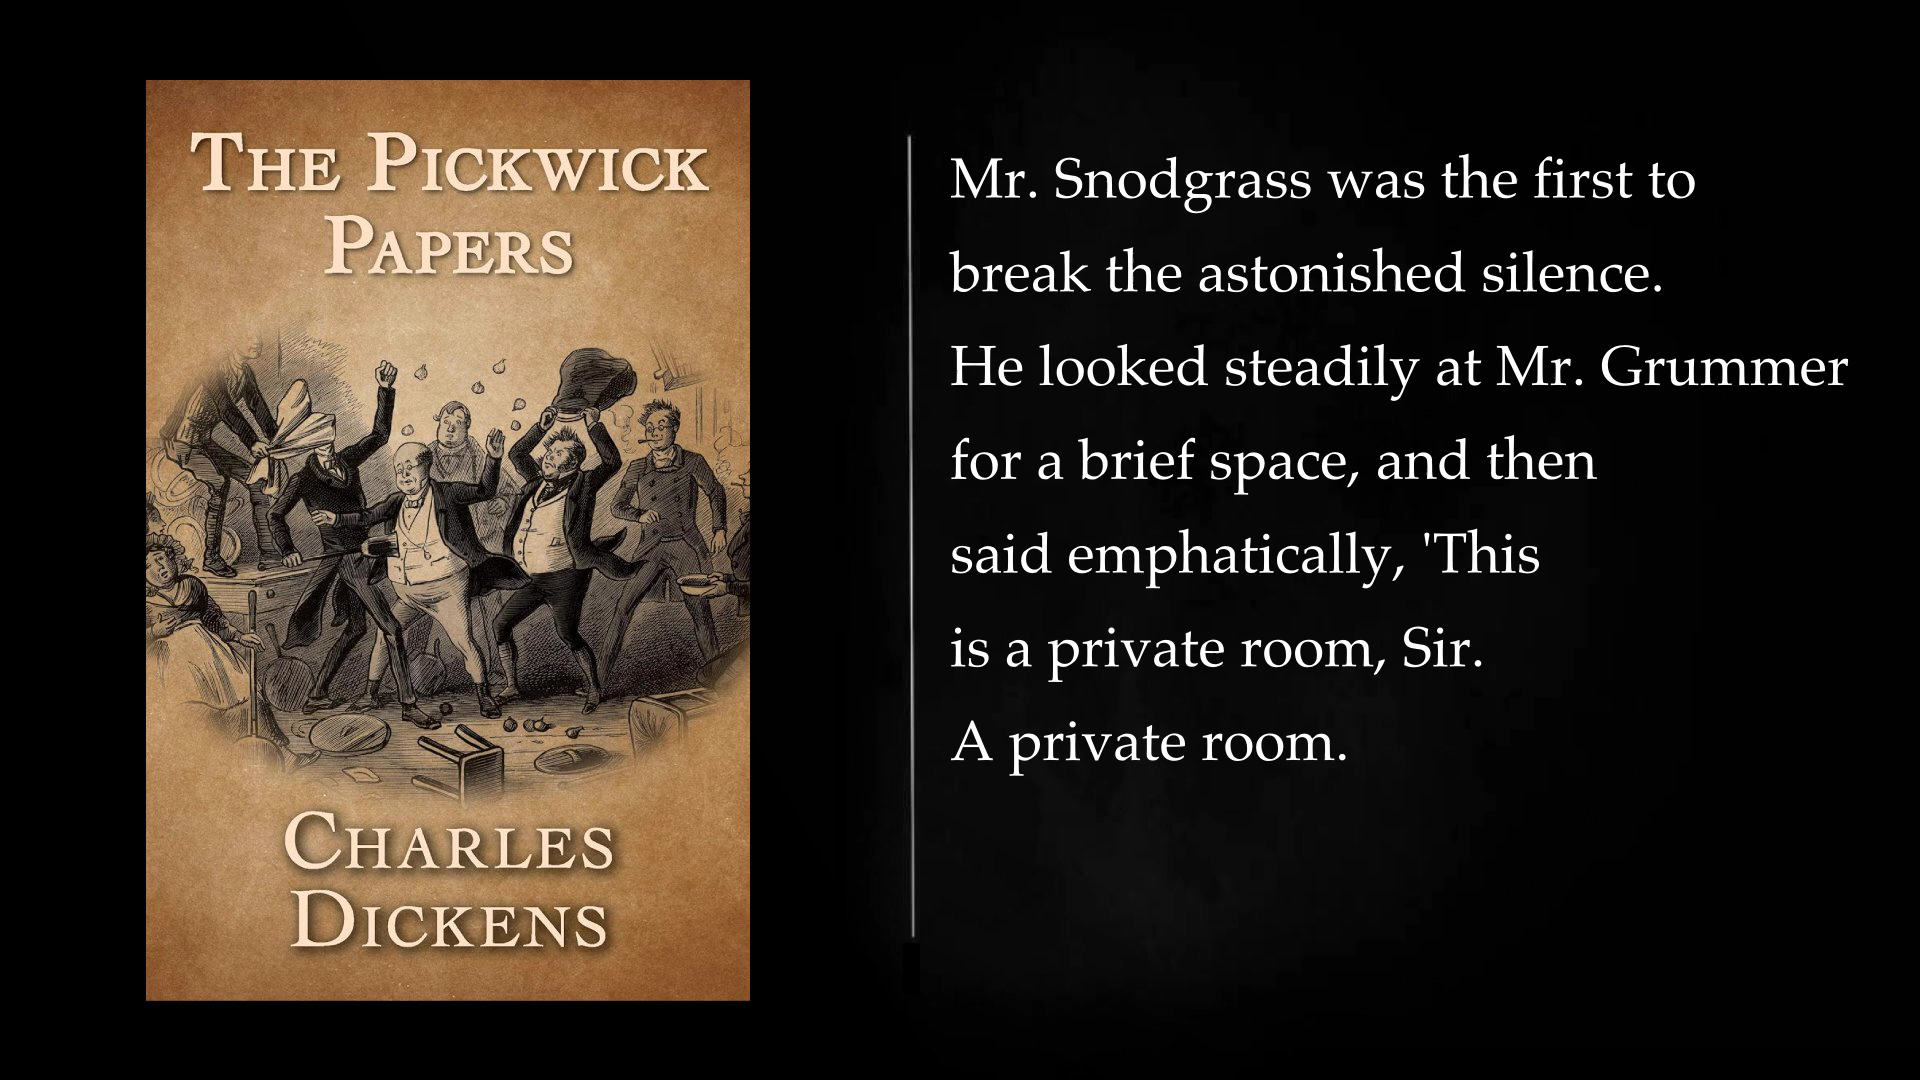 The Pickwick
Papers
Charles
Dickens
Mr. Snodgrass was the first to
break the astonished silence.
He looked steadily at Mr. Grummer
for a brief space, and then
said emphatically, 'This
is a private room, Sir.
A private room.